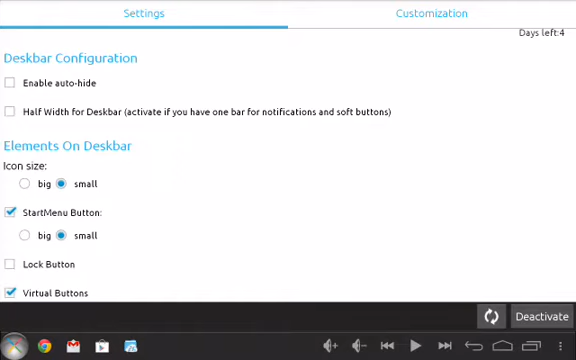 Settings
Customization
Days left:4
Deskbar Configuration
Enable auto-hide
Half Width for Deskbar (activate if you have one bar for notifications and soft buttons)
Elements On Deskbar
Icon size:
big small
StartMenu Button:
big small
Lock Button
Virtual Buttons
Deactivate